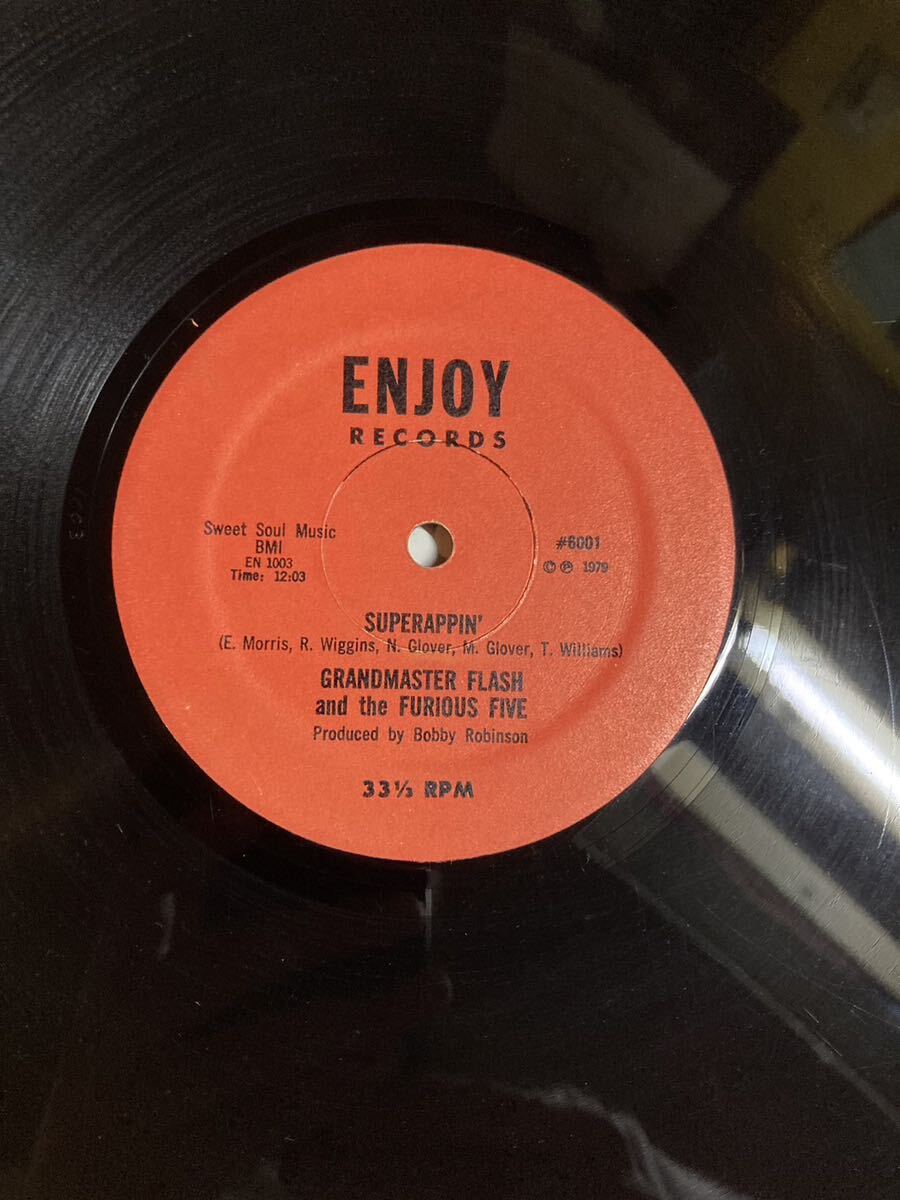 ENJOY
RECORDS
Sweet Soul Music
BMI
EN 1003
Time: 12:03
#6001
© ℗ 1979
SUPERAPPIN'
(E. Morris, R. Wiggins, N. Glover, M. Glover, T. Williams)
GRANDMASTER FLASH
and the FURIOUS FIVE
Produced by Bobby Robinson
33⅓ RPM